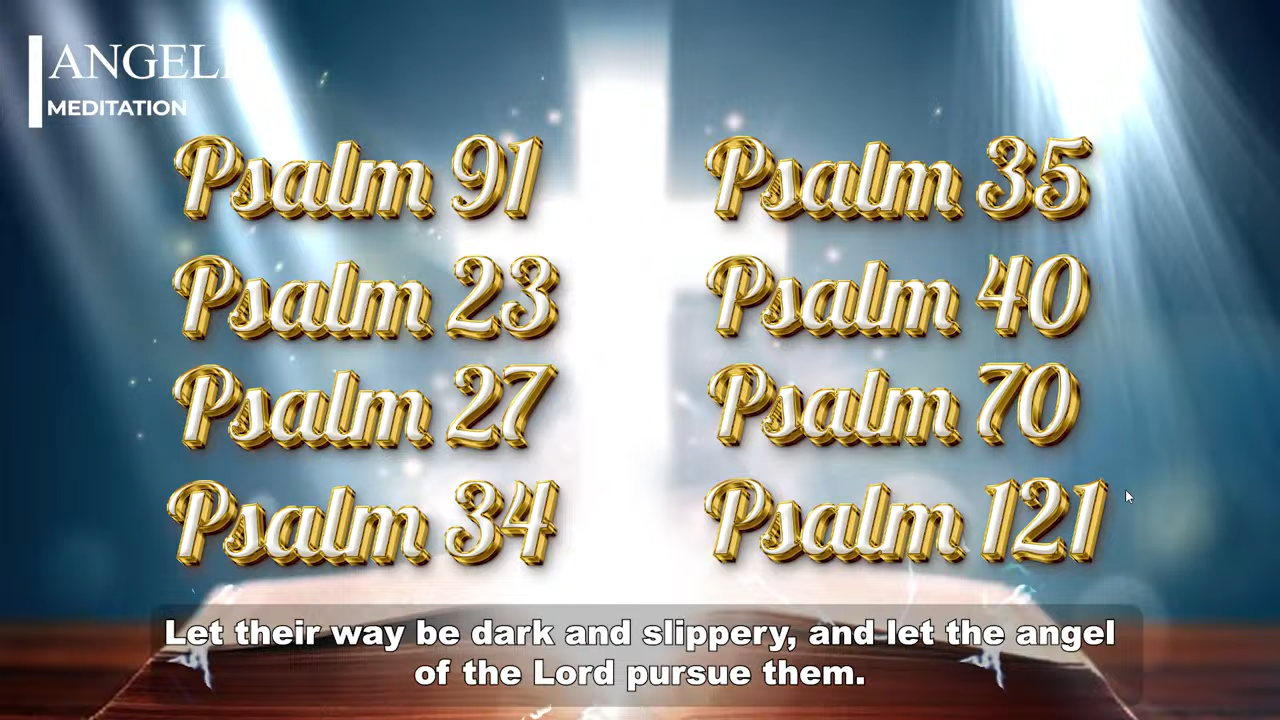 ANGEL
MEDITATION
Psalm 91
Psalm 35
Psalm 23
Psalm 40
Psalm 27
Psalm 70
Psalm 34
Psalm 121
Let their way be dark and slippery, and let the angel
of the Lord pursue them.